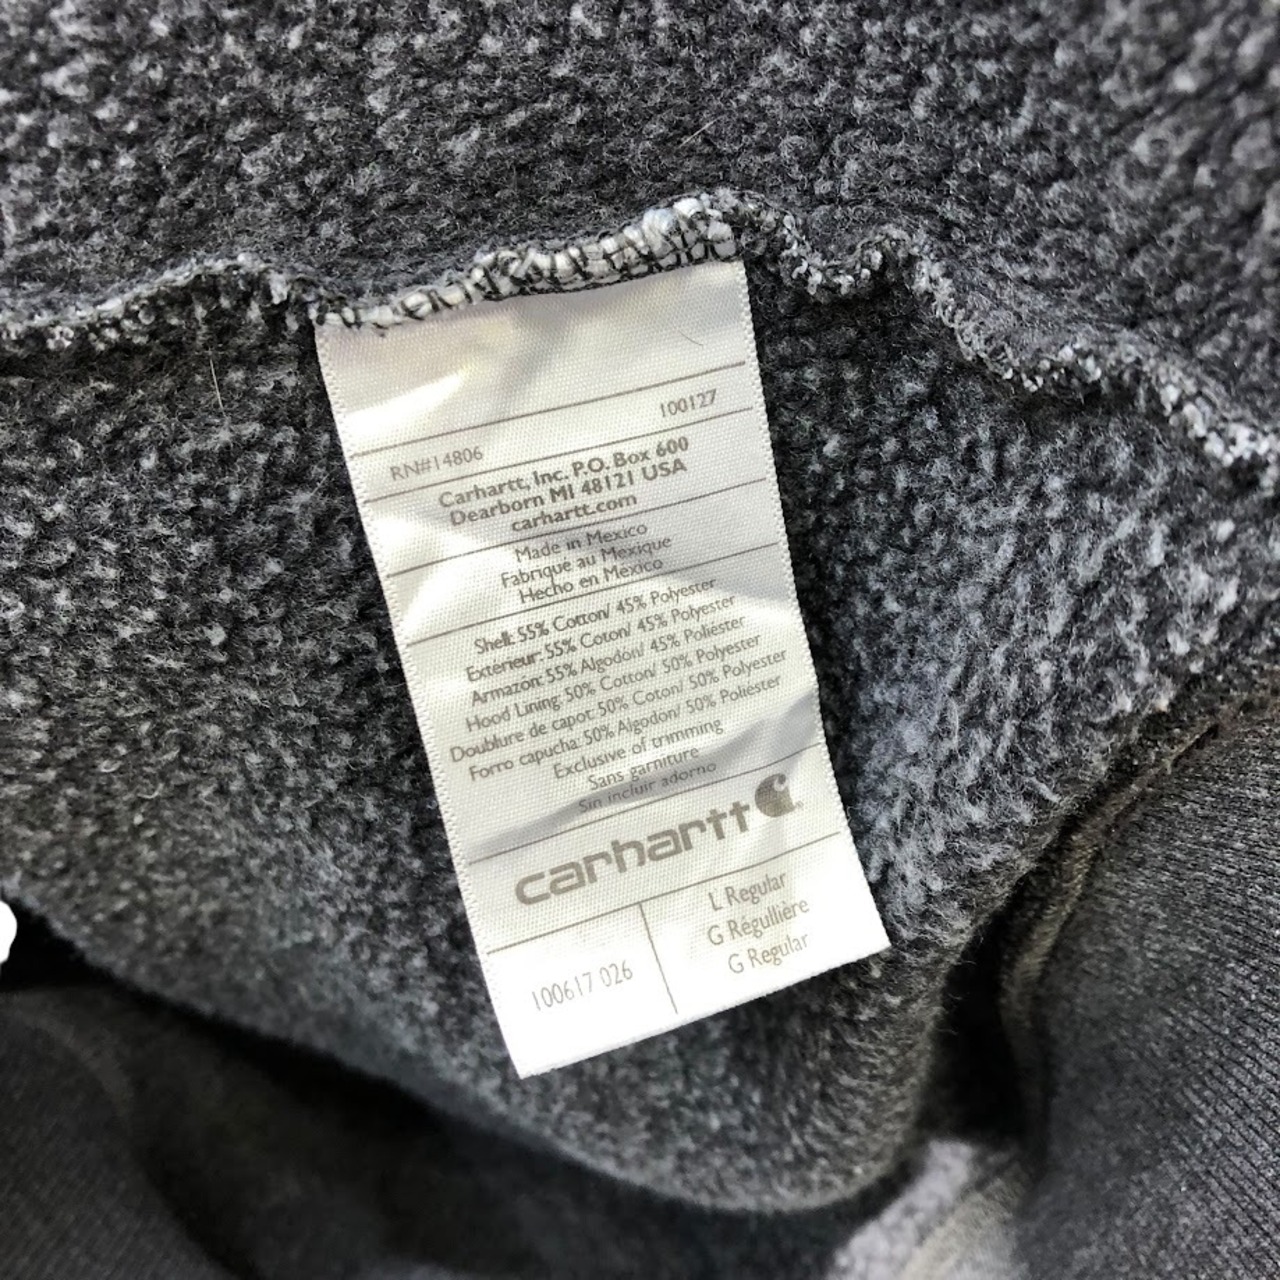 RN#14806 100127
Carhartt, Inc. P.O. Box 600
Dearborn MI 48121 USA
carhartt.com
Made in Mexico
Fabriqué au Mexique
Hecho en México
Shell: 55% Cotton/ 45% Polyester
Extérieur: 55% Coton/ 45% Polyester
Armazón: 55% Algodon/ 45% Poliéster
Hood Lining 50% Cotton/ 50% Polyester
Doublure de capot: 50% Coton/ 50% Polyester
Forro capucha: 50% Algodon/ 50% Poliéster
Exclusive of trimming
Sans garniture
Sin incluir adorno
carhartt
L Regular
G Régullière
G Regular
100617 026